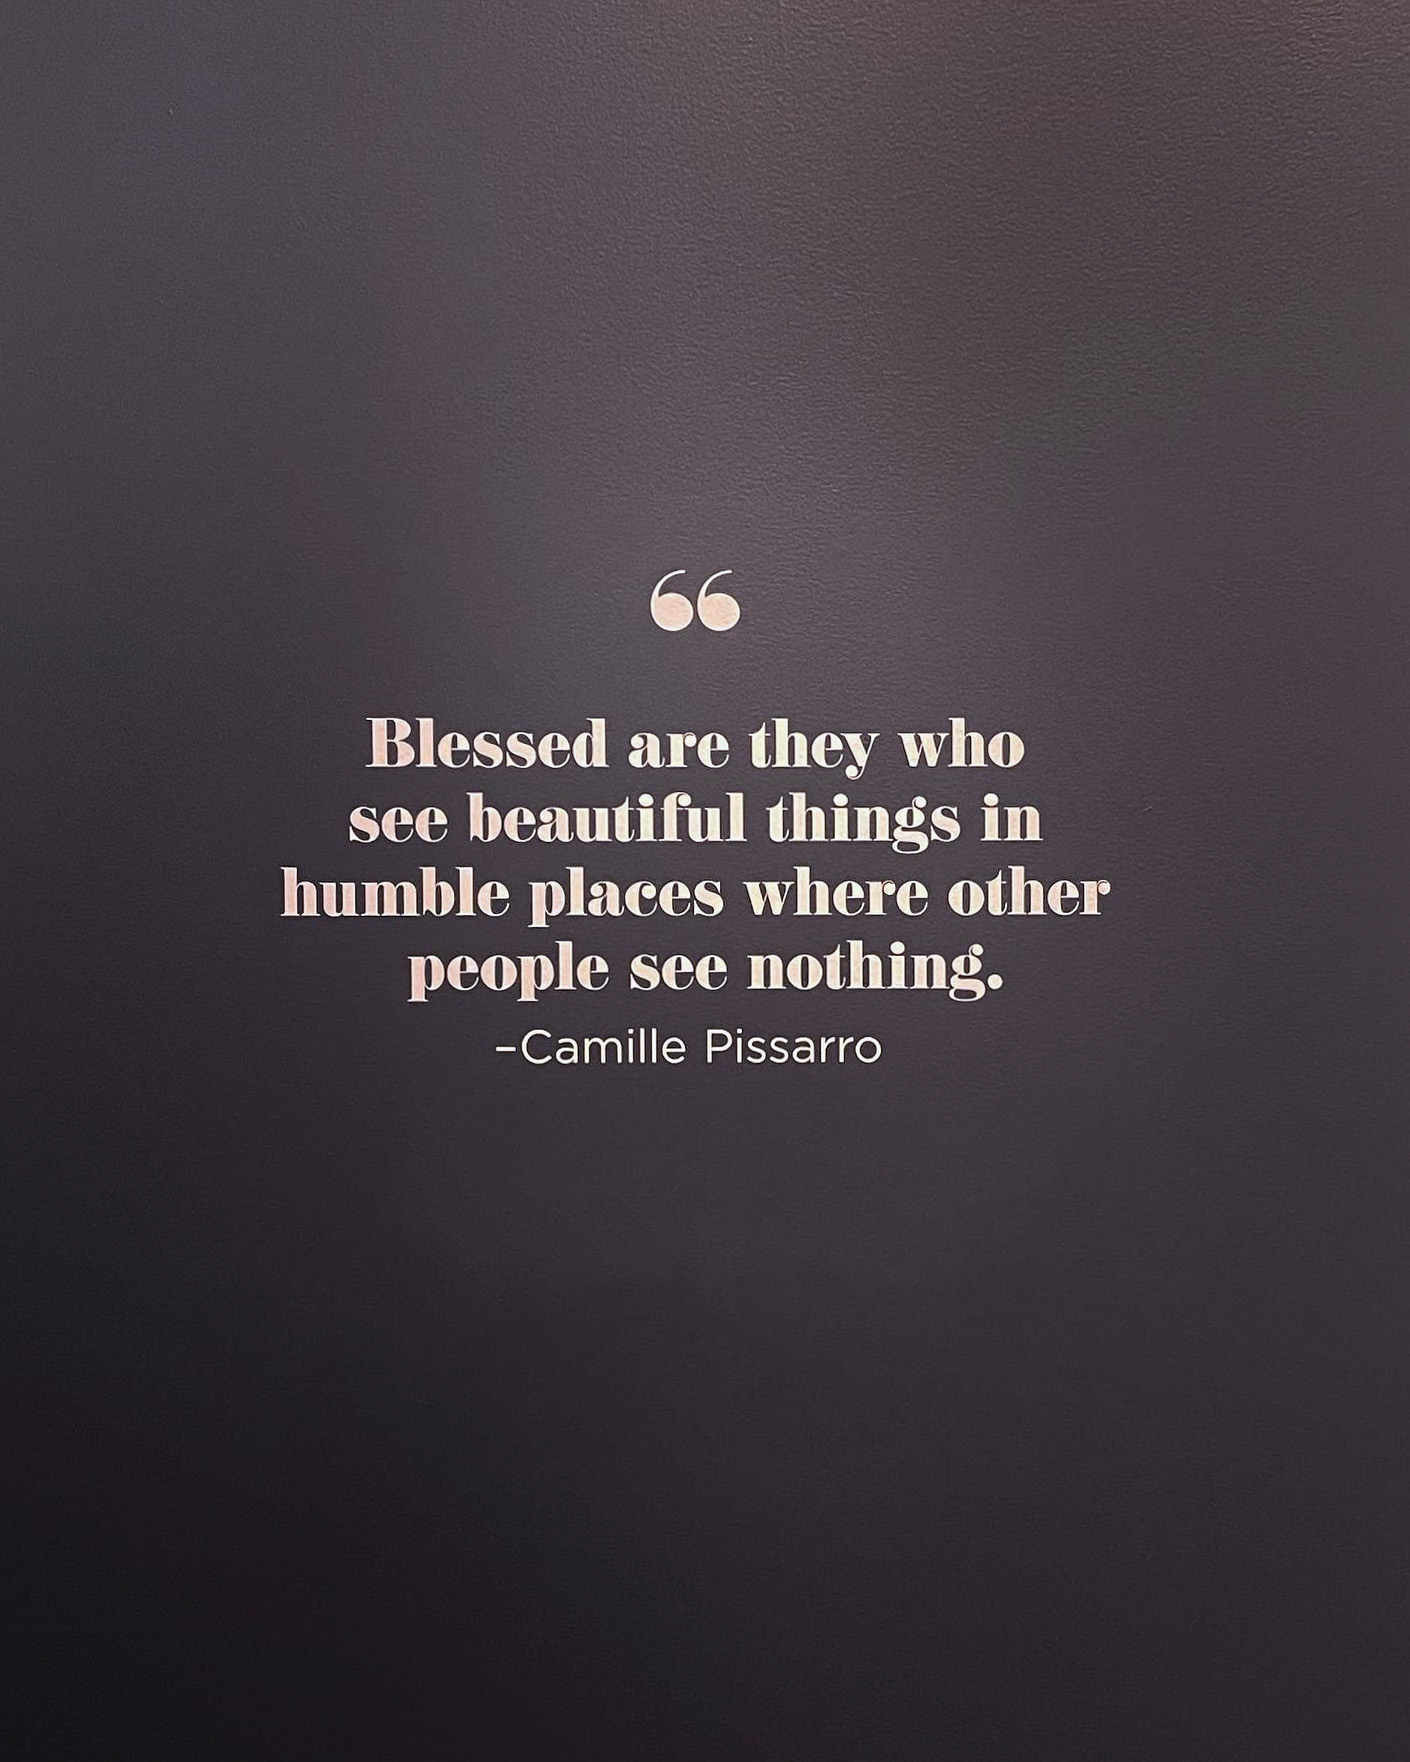 “
Blessed are they who
see beautiful things in
humble places where other
people see nothing.
–Camille Pissarro